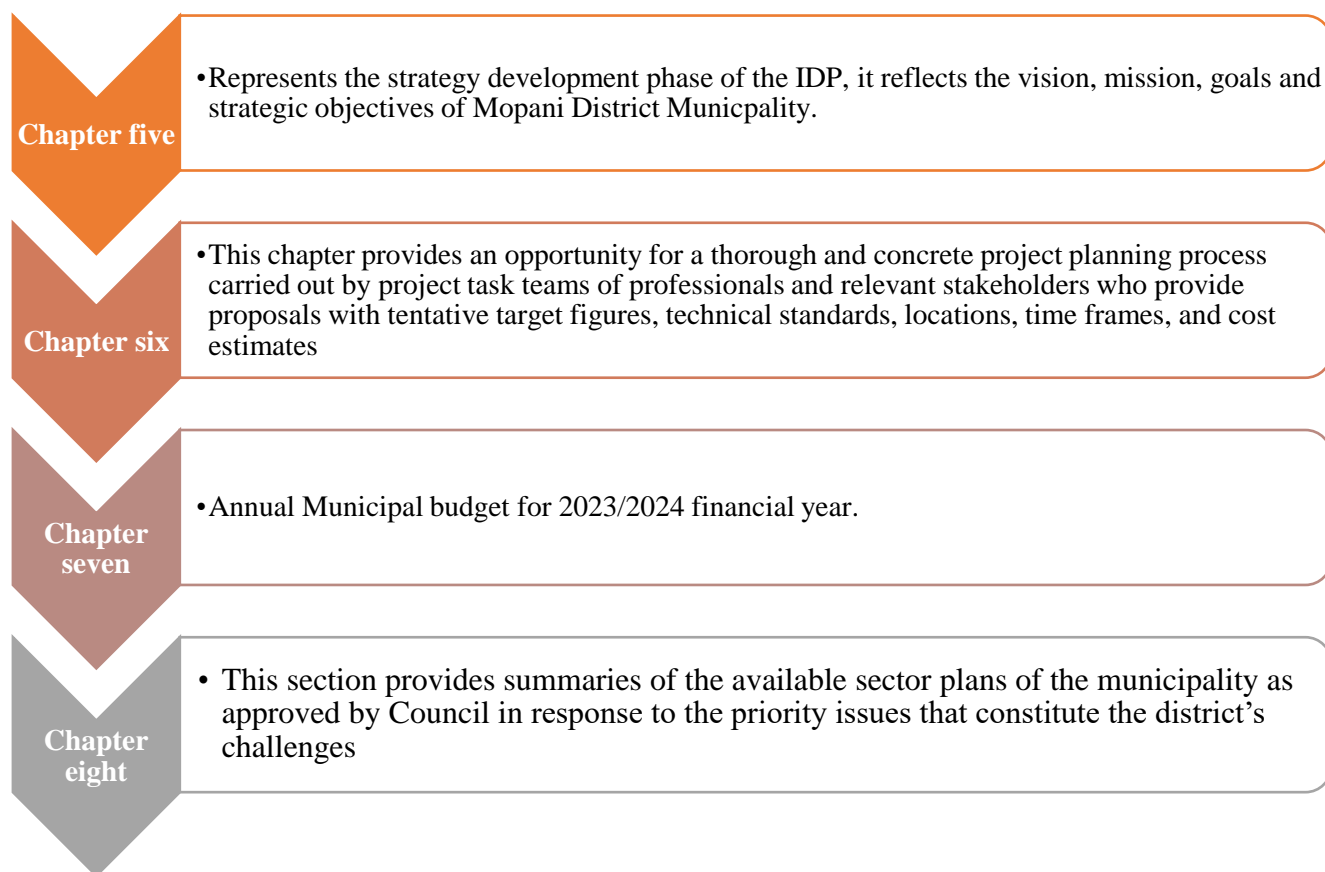 Chapter five
•Represents the strategy development phase of the IDP, it reflects the vision, mission, goals and
strategic objectives of Mopani District Municpality.
Chapter six
•This chapter provides an opportunity for a thorough and concrete project planning process
carried out by project task teams of professionals and relevant stakeholders who provide
proposals with tentative target figures, technical standards, locations, time frames, and cost
estimates
Chapter
seven
•Annual Municipal budget for 2023/2024 financial year.
Chapter
eight
• This section provides summaries of the available sector plans of the municipality as
approved by Council in response to the priority issues that constitute the district’s
challenges